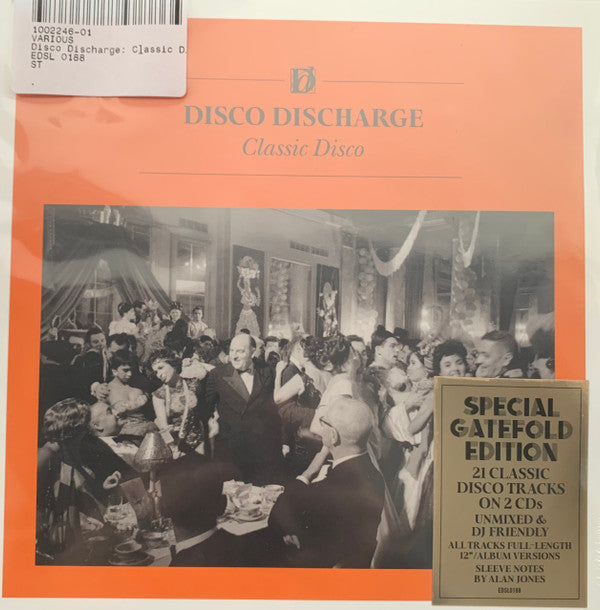 1002246-01
VARIOUS
Disco Discharge: Classic D.
EDSL 0188
ST
DISCO DISCHARGE
Classic Disco
SPECIAL
GATEFOLD
EDITION
21 CLASSIC
DISCO TRACKS
ON 2 CDs
UNMIXED &
DJ FRIENDLY
ALL TRACKS FULL-LENGTH
12"/ALBUM VERSIONS
SLEEVE NOTES
BY ALAN JONES
EDSL0188